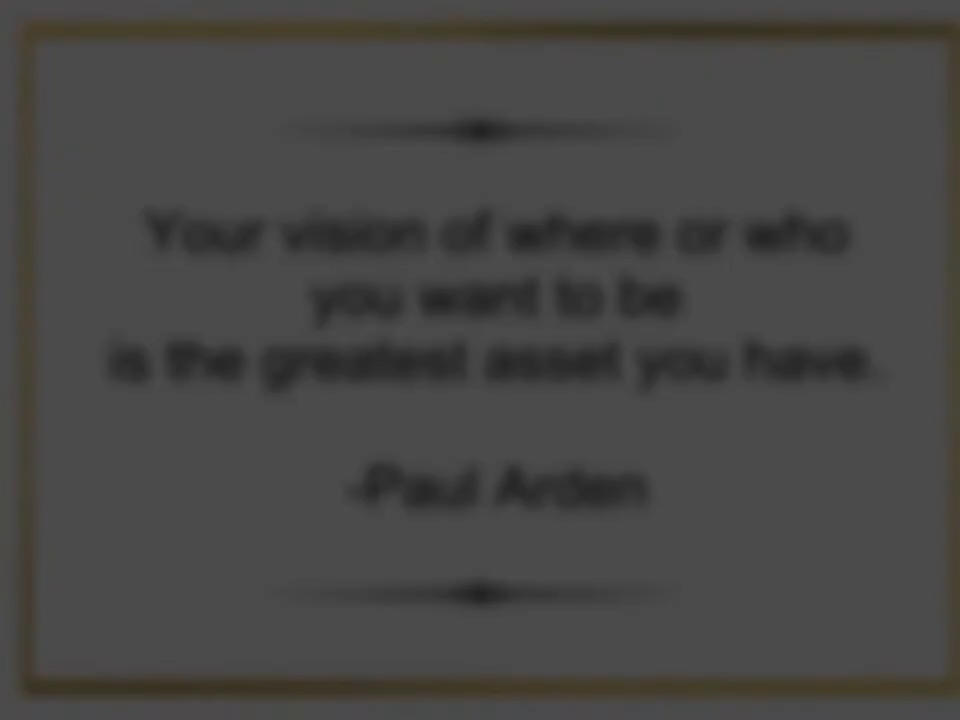 Your vision of where or who
you want to be
is the greatest asset you have.
-Paul Arden